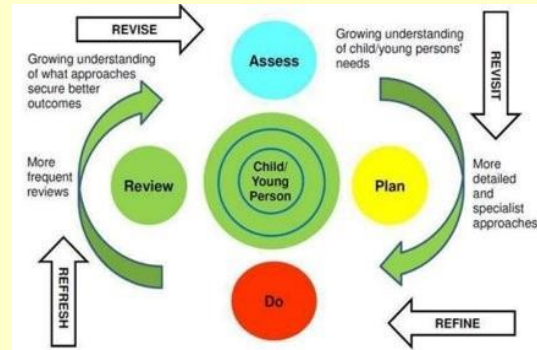 REVISE
Growing understanding
of what approaches
secure better
outcomes
Assess
Growing understanding
of child/young persons'
needs
REVISIT
More
frequent
reviews
Review
Child/
Young
Person
Plan
More
detailed
and
specialist
approaches
REFRESH
Do
REFINE